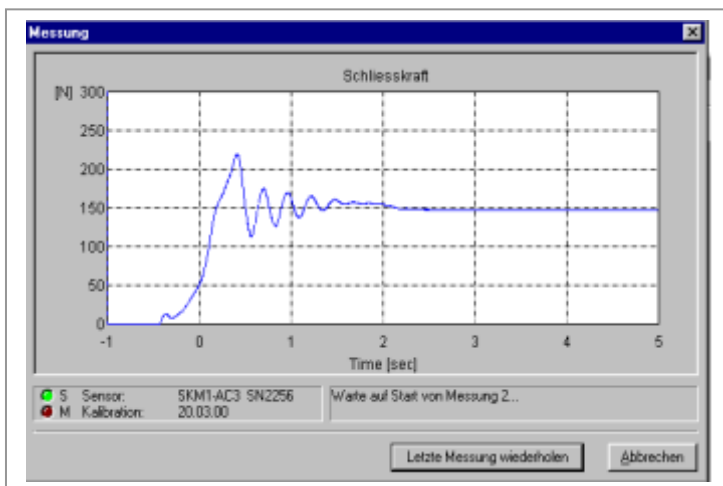 Messung
Schliesskraft
[N] 300
250
200
150
100
50
0
-1 0 1 2 3 4 5
Time [sec]
S Sensor: SKM1-AC3 SN2256
M Kalibration: 20.03.00
Warte auf Start von Messung 2...
Letzte Messung wiederholen
Abbrechen